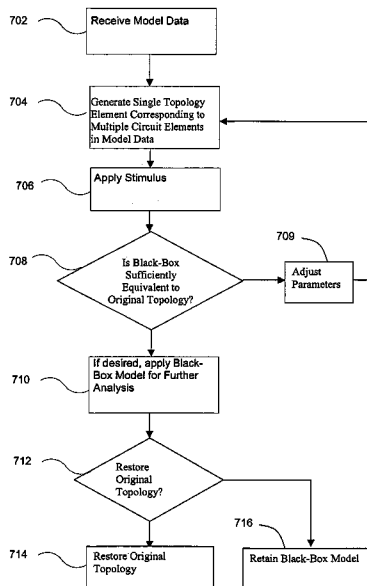 702
Receive Model Data
704
Generate Single Topology
Element Corresponding to
Multiple Circuit Elements
in Model Data
706
Apply Stimulus
708
Is Black-Box
Sufficiently
Equivalent to
Original Topology?
709
Adjust
Parameters
710
If desired, apply Black-
Box Model for Further
Analysis
712
Restore
Original
Topology?
714
Restore Original
Topology
716
Retain Black-Box Model